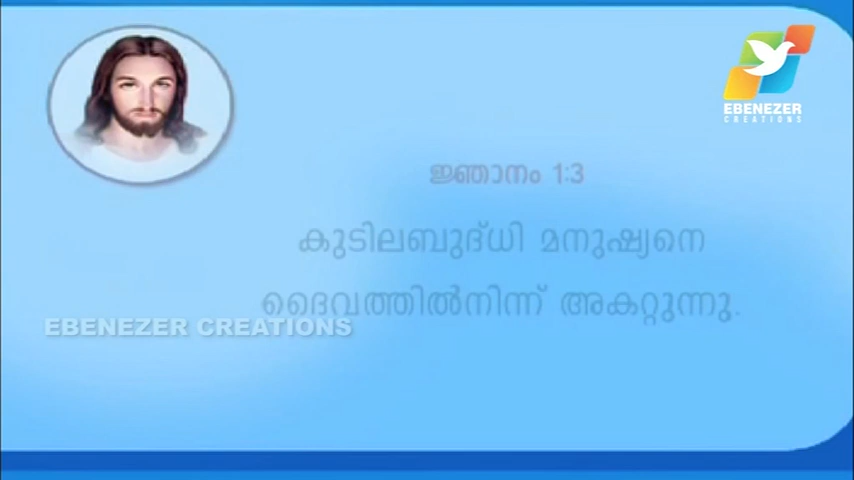 EBENEZER
CREATIONS
ജ്ഞാനം 1:3
കുടിലബുദ്ധി മനുഷ്യനെ
ദൈവത്തിൽനിന്ന് അകറ്റുന്നു.
EBENEZER CREATIONS